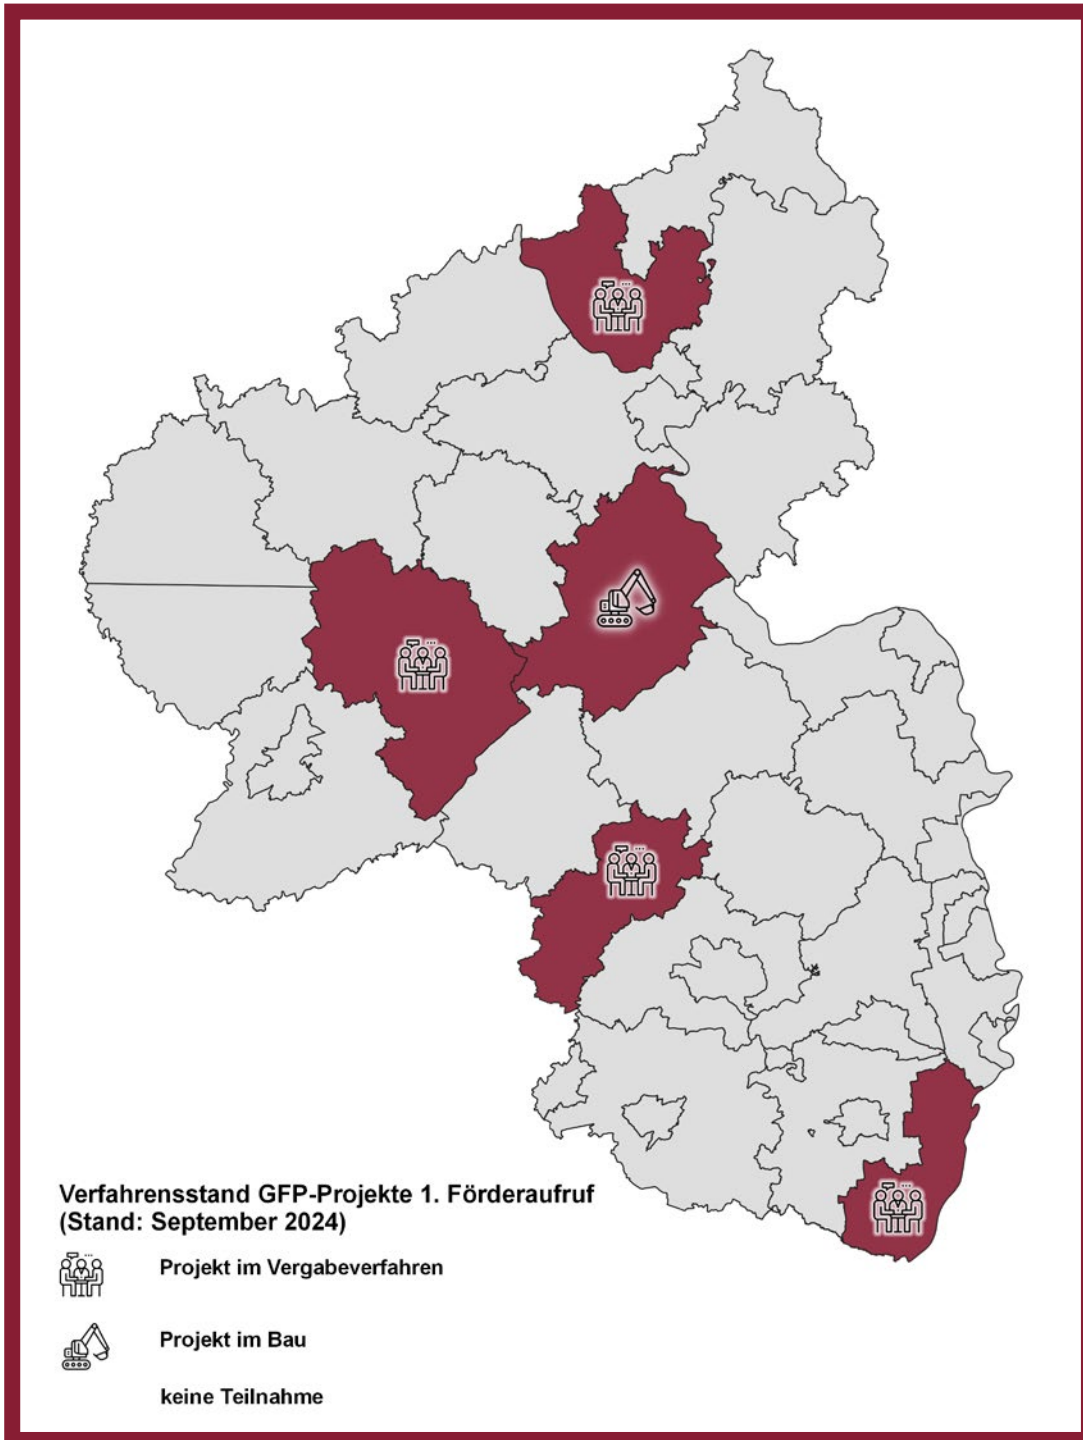 Verfahrensstand GFP-Projekte 1. Förderaufruf
(Stand: September 2024)
Projekt im Vergabeverfahren
Projekt im Bau
keine Teilnahme